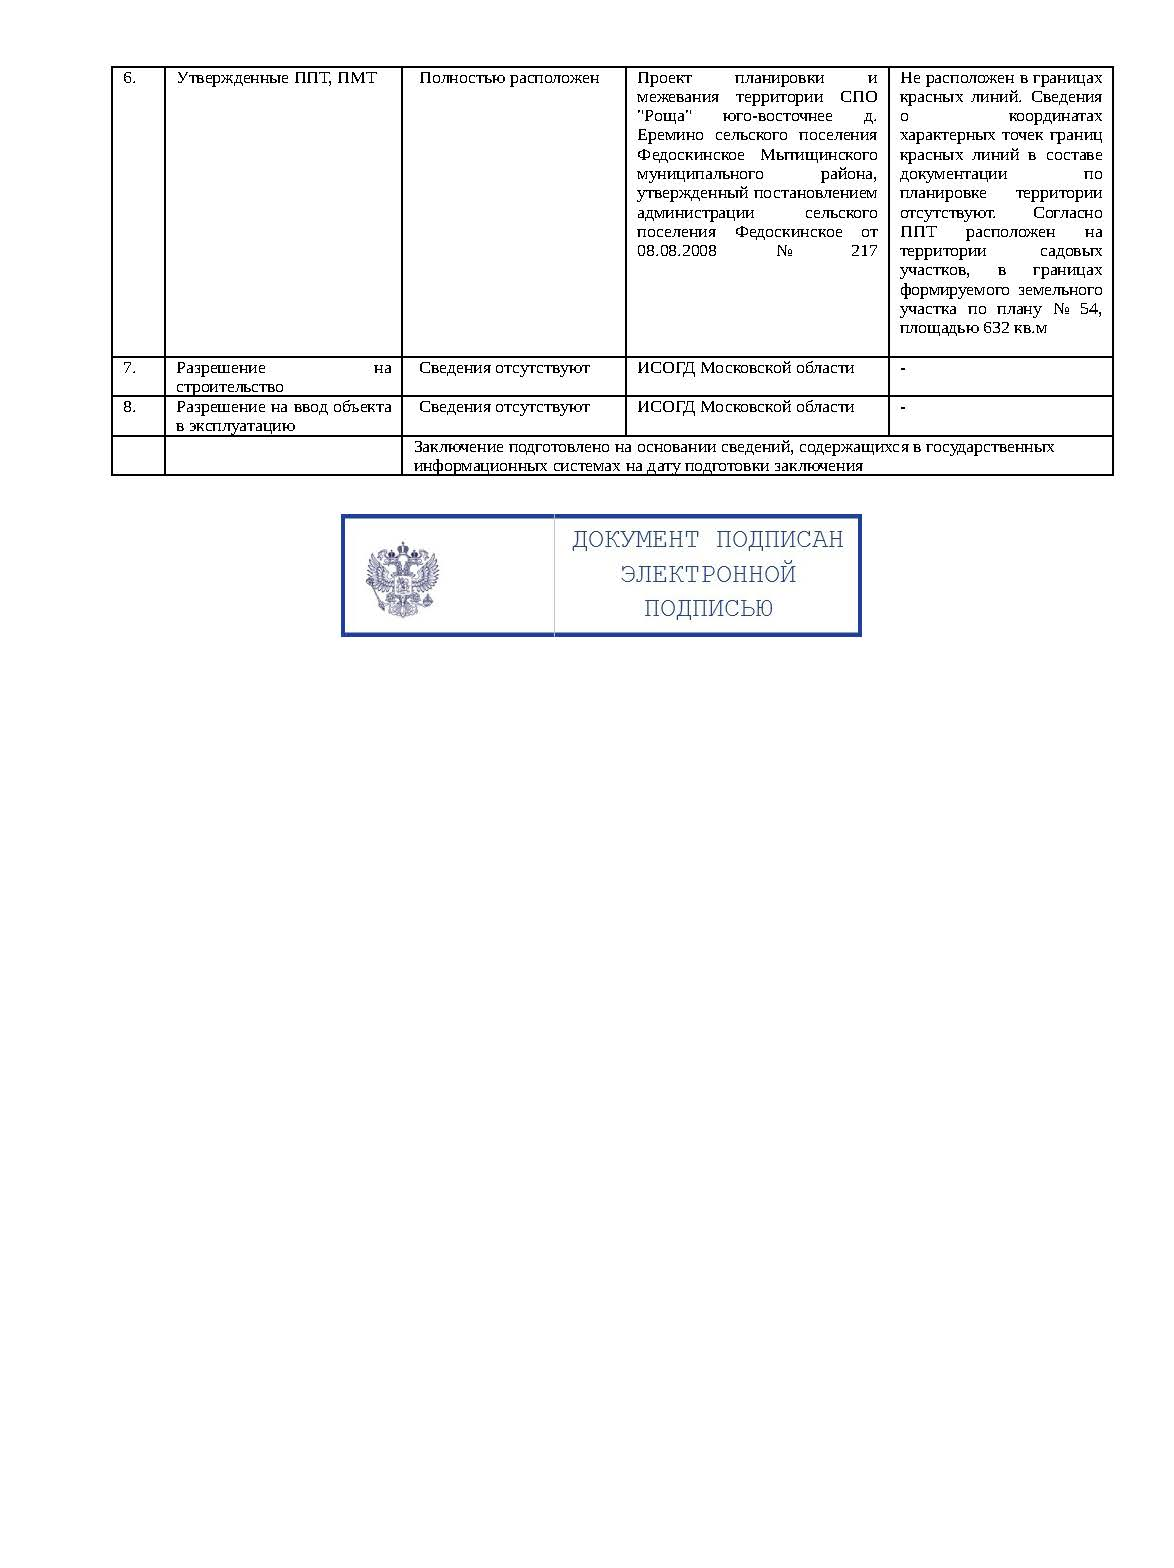 6.
Утвержденные ППТ, ПМТ
Полностью расположен
Проект планировки и
межевания территории СПО
"Роща" юго-восточнее д.
Еремино сельского поселения
Федоскинское Мытищинского
муниципального района,
утвержденный постановлением
администрации сельского
поселения Федоскинское от
08.08.2008 № 217
Не расположен в границах
красных линий. Сведения
о координатах
характерных точек границ
красных линий в составе
документации по
планировке территории
отсутствуют. Согласно
ППТ расположен на
территории садовых
участков, в границах
формируемого земельного
участка по плану № 54,
площадью 632 кв.м
7.
Разрешение на
строительство
Сведения отсутствуют
ИСОГД Московской области
-
8.
Разрешение на ввод объекта
в эксплуатацию
Сведения отсутствуют
ИСОГД Московской области
-
Заключение подготовлено на основании сведений, содержащихся в государственных
информационных системах на дату подготовки заключения
ДОКУМЕНТ ПОДПИСАН
ЭЛЕКТРОННОЙ
ПОДПИСЬЮ